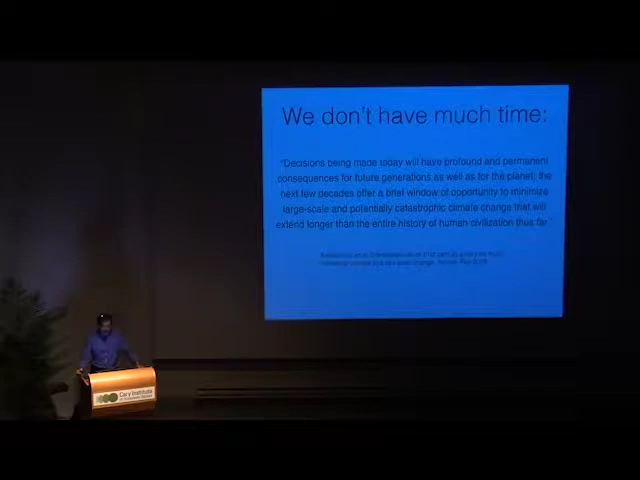 We don't have much time:
"Decisions being made today will have profound and permanent
consequences for future generations as well as for the planet; the
next few decades offer a brief window of opportunity to minimize
large-scale and potentially catastrophic climate change that will
extend longer than the entire history of human civilization thus far."
Cary Institute